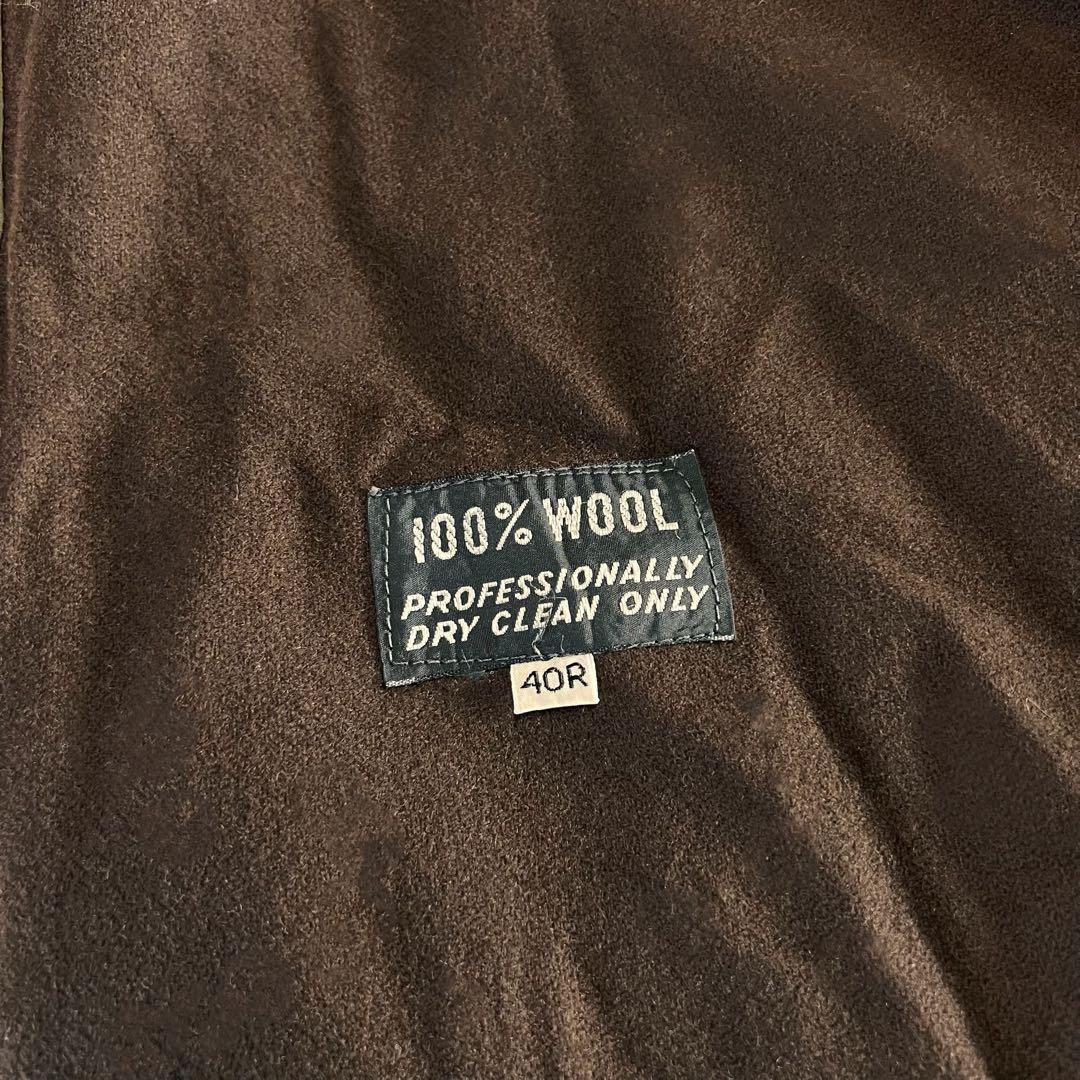 100% WOOL
PROFESSIONALLY
DRY CLEAN ONLY
40R